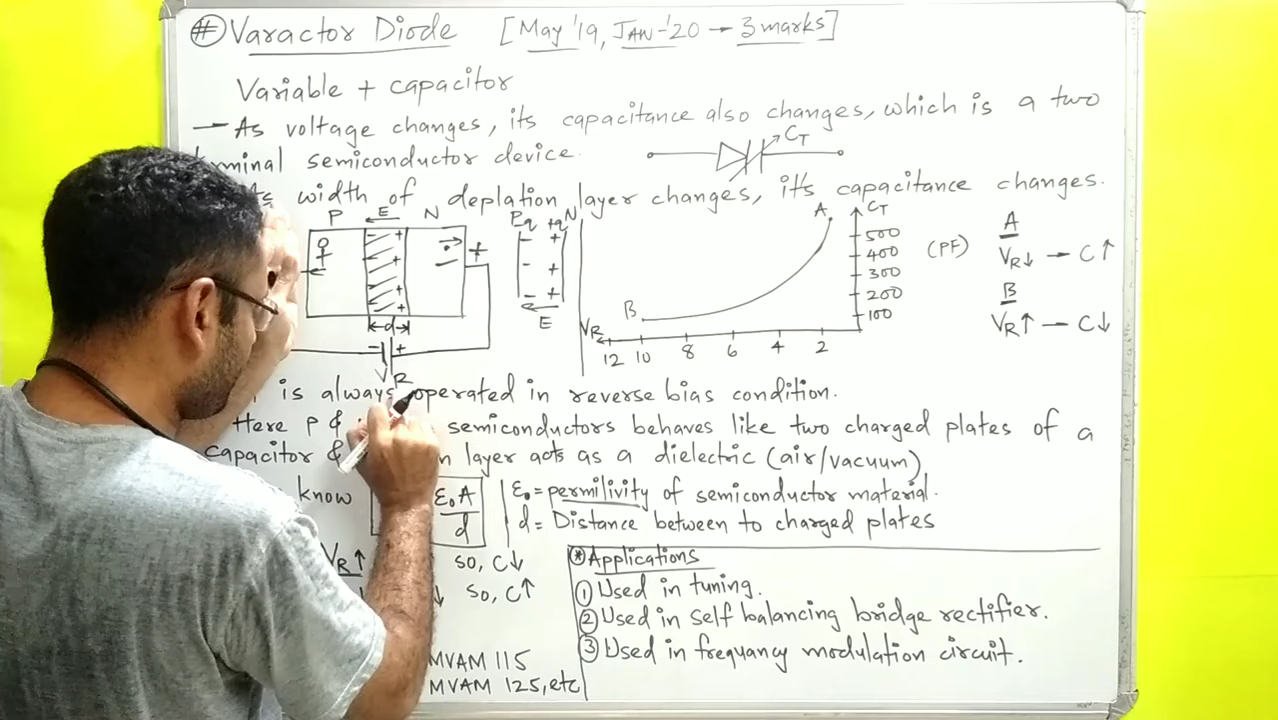 # Varactor Diode [May '19, JAN-'20 → 3 marks]
Variable + capacitor
→ As voltage changes, its capacitance also changes, which is a two
terminal semiconductor device.
CT
As width of deplation layer changes, it's capacitance changes.
P E N
- +
- +
+
+
d
- +
VR
P-q +qN
- +
- +
- +
E
A
B
CT
500
400
300
200
100
(PF)
VR
12 10 8 6 4 2
A
VR↓ → C↑
B
VR↑ → C↓
is always operated in reverse bias condition.
Here P & semiconductors behaves like two charged plates of a
capacitor & layer acts as a dielectric (air/vacuum)
know ε₀A/d
ε₀ = permilivity of semiconductor material.
d = Distance between to charged plates
VR↑ so, C↓
↓ so, C↑
MVAM 115
MVAM 125, etc
* Applications
① Used in tuning.
② Used in self balancing bridge rectifier.
③ Used in frequancy modulation circuit.